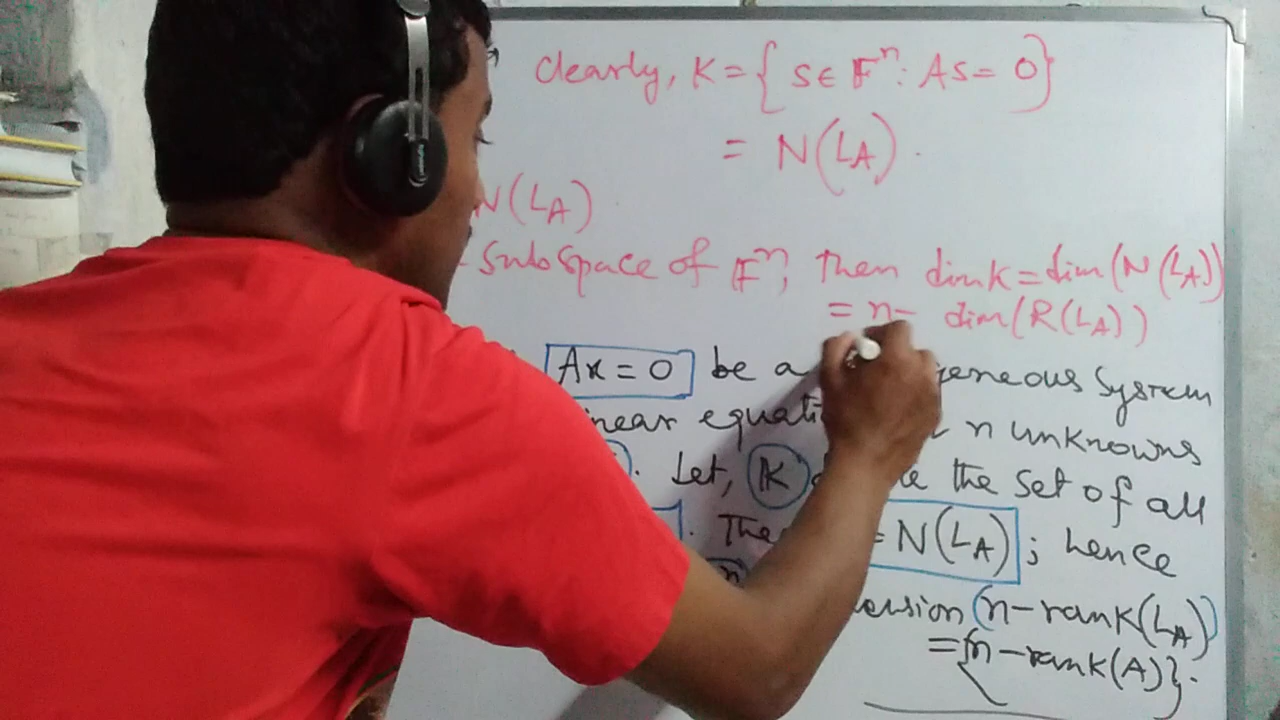 clearly, K = { s ∈ F^n : As = 0 }
= N(L_A).
N(L_A)
subspace of F^n, then dim K = dim(N(L_A))
= n - dim(R(L_A))
Ax = 0 be a geneous System
near equati n unknowns
. Let, K the set of all
. The = N(L_A) ; hence
n ension (n - rank(L_A))
= {n - rank(A)}.